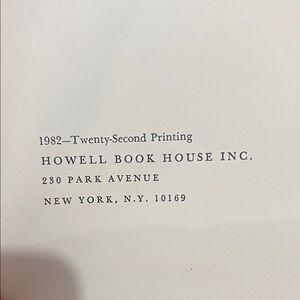 1982—Twenty-Second Printing
HOWELL BOOK HOUSE INC.
230 PARK AVENUE
NEW YORK, N.Y. 10169